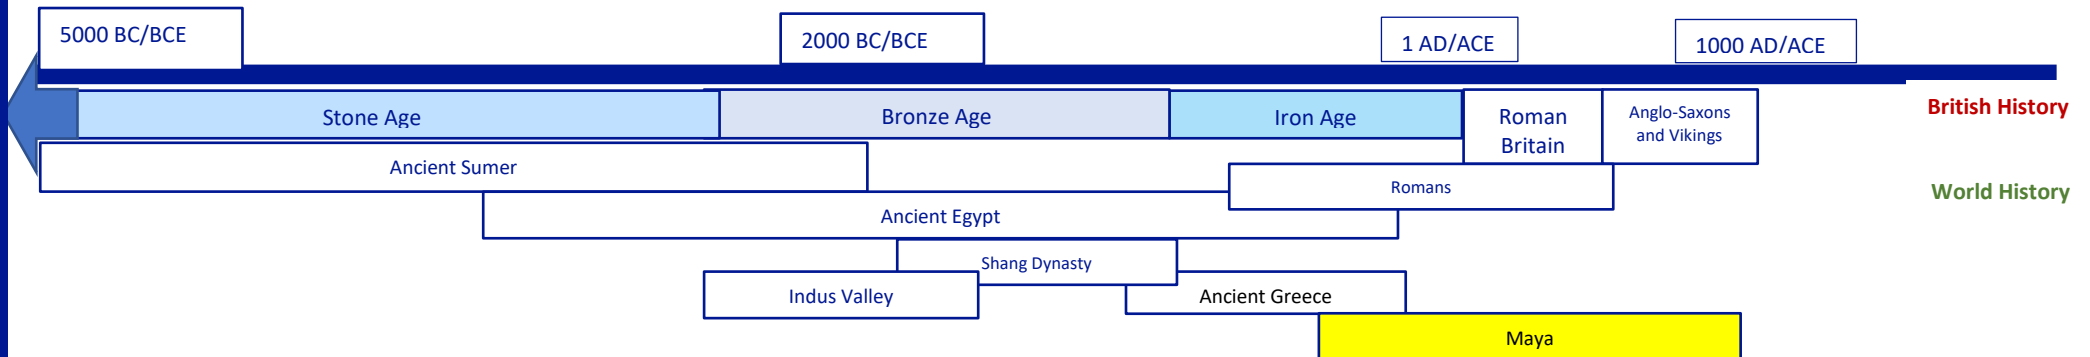 5000 BC/BCE
2000 BC/BCE
1 AD/ACE
1000 AD/ACE
Stone Age
Bronze Age
Iron Age
Roman
Britain
Anglo-Saxons
and Vikings
British History
Ancient Sumer
Romans
World History
Ancient Egypt
Shang Dynasty
Indus Valley
Ancient Greece
Maya